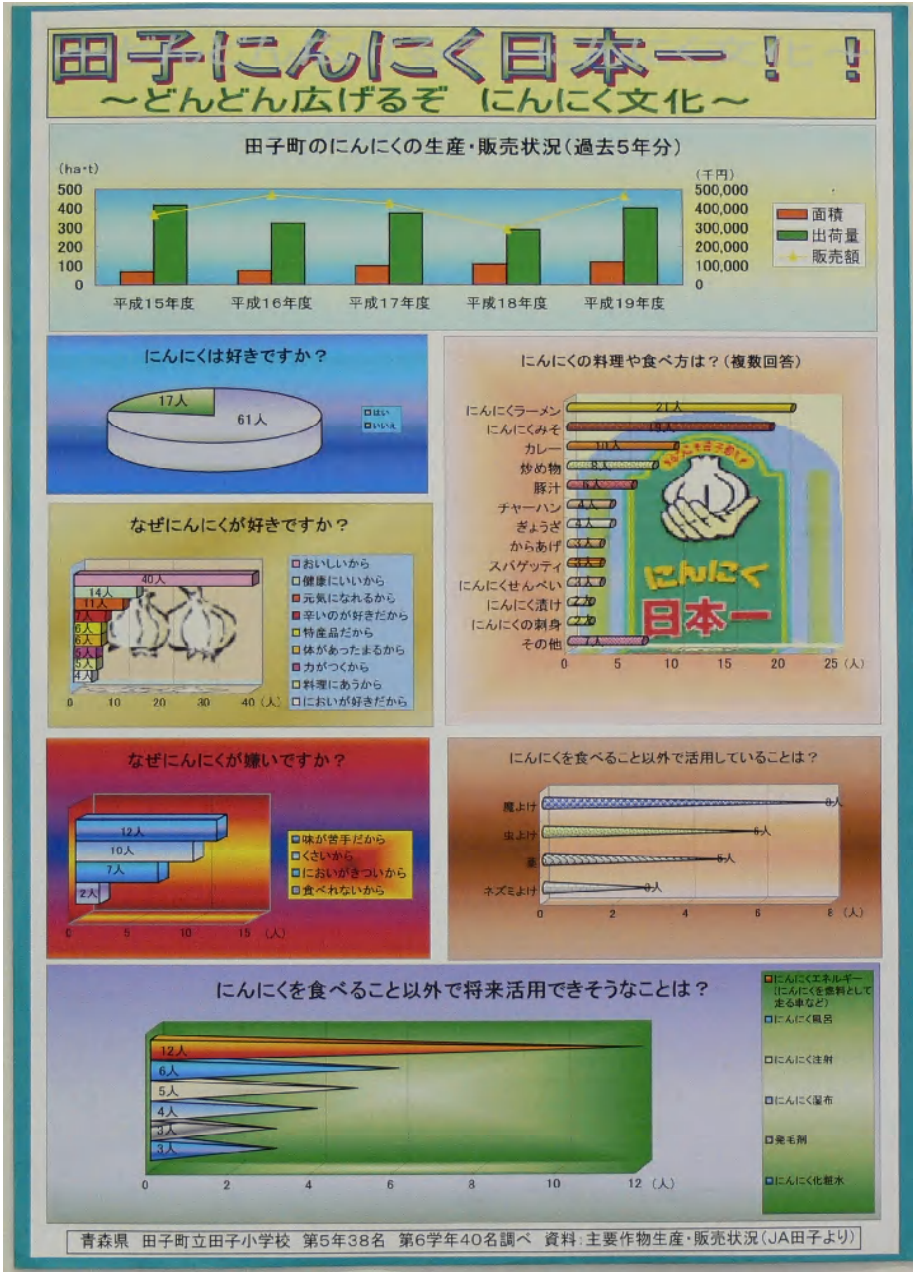 田子にんにく日本一！！
～どんどん広げるぞ にんにく文化～
田子町のにんにくの生産・販売状況（過去5年分）
(ha・t)
(千円)
500
400
300
200
100
0
500,000
400,000
300,000
200,000
100,000
0
平成15年度 平成16年度 平成17年度 平成18年度 平成19年度
面積
出荷量
販売額
にんにくは好きですか？
17人
61人
はい
いいえ
にんにくの料理や食べ方は？（複数回答）
にんにくラーメン 21人
にんにくみそ
カレー 10人
炒め物 8人
豚汁 6人
チャーハン 4人
ぎょうざ 4人
からあげ 3人
スパゲッティ 3人
にんにくせんべい 3人
にんにく漬け 2人
にんにくの刺身 2人
その他 7人
0 5 10 15 20 25 (人)
にんにく
日本一
なぜにんにくが好きですか？
40人
14人
11人
7人
6人
6人
5人
5人
4人
0 10 20 30 40 (人)
おいしいから
健康にいいから
元気になれるから
辛いのが好きだから
特産品だから
体があったまるから
力がつくから
料理にあうから
においが好きだから
なぜにんにくが嫌いですか？
12人
10人
7人
2人
0 5 10 15 (人)
味が苦手だから
くさいから
においがきついから
食べれないから
にんにくを食べること以外で活用していることは？
魔よけ 8人
虫よけ 6人
薬 5人
ネズミよけ 3人
0 2 4 6 8 (人)
にんにくを食べること以外で将来活用できそうなことは？
12人
6人
5人
4人
3人
3人
0 2 4 6 8 10 12 (人)
にんにくエネルギー
(にんにくを燃料として
走る車など)
にんにく風呂
にんにく注射
にんにく湿布
発毛剤
にんにく化粧水
青森県 田子町立田子小学校 第5年38名 第6学年40名調べ 資料：主要作物生産・販売状況（JA田子より）